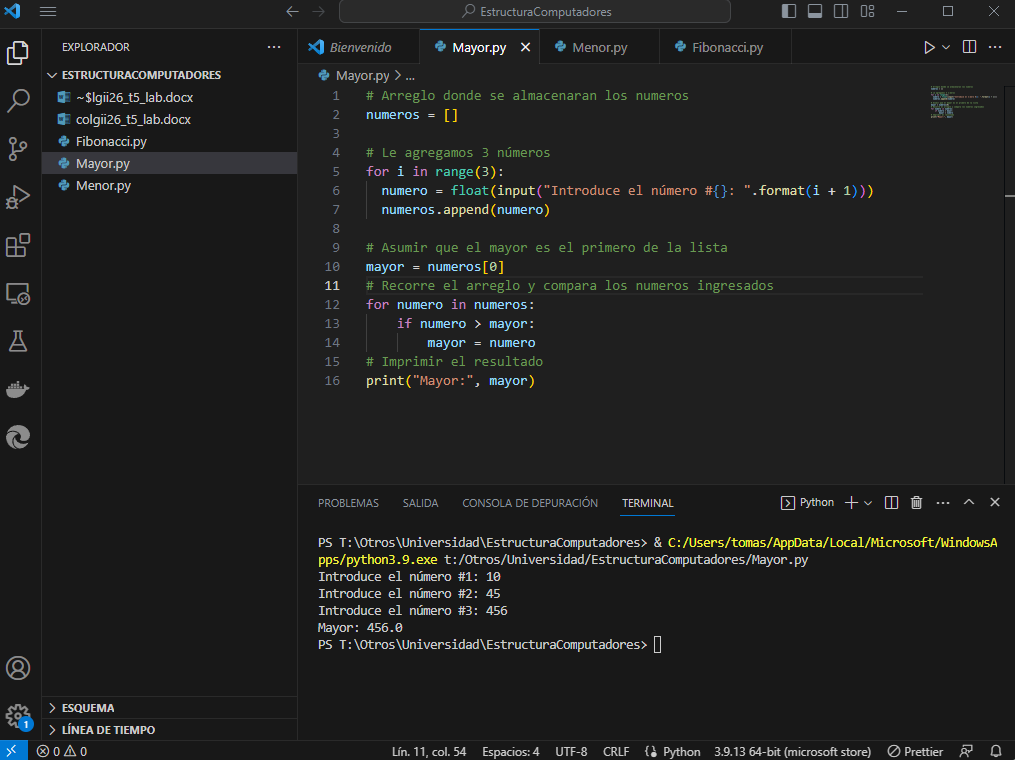 EstructuraComputadores
EXPLORADOR
ESTRUCTURACOMPUTADORES
~$lgii26_t5_lab.docx
colgii26_t5_lab.docx
Fibonacci.py
Mayor.py
Menor.py
ESQUEMA
LÍNEA DE TIEMPO
Bienvenido
Mayor.py
Menor.py
Fibonacci.py
Mayor.py > ...
1 # Arreglo donde se almacenaran los numeros
2 numeros = []
3
4 # Le agregamos 3 números
5 for i in range(3):
6 numero = float(input("Introduce el número #{}: ".format(i + 1)))
7 numeros.append(numero)
8
9 # Asumir que el mayor es el primero de la lista
10 mayor = numeros[0]
11 # Recorre el arreglo y compara los numeros ingresados
12 for numero in numeros:
13 if numero > mayor:
14 mayor = numero
15 # Imprimir el resultado
16 print("Mayor:", mayor)
PROBLEMAS SALIDA CONSOLA DE DEPURACIÓN TERMINAL
Python
PS T:\Otros\Universidad\EstructuraComputadores> & C:/Users/tomas/AppData/Local/Microsoft/WindowsA
pps/python3.9.exe t:/Otros/Universidad/EstructuraComputadores/Mayor.py
Introduce el número #1: 10
Introduce el número #2: 45
Introduce el número #3: 456
Mayor: 456.0
PS T:\Otros\Universidad\EstructuraComputadores>
1
0 0 Lín. 11, col. 54 Espacios: 4 UTF-8 CRLF Python 3.9.13 64-bit (microsoft store) Prettier